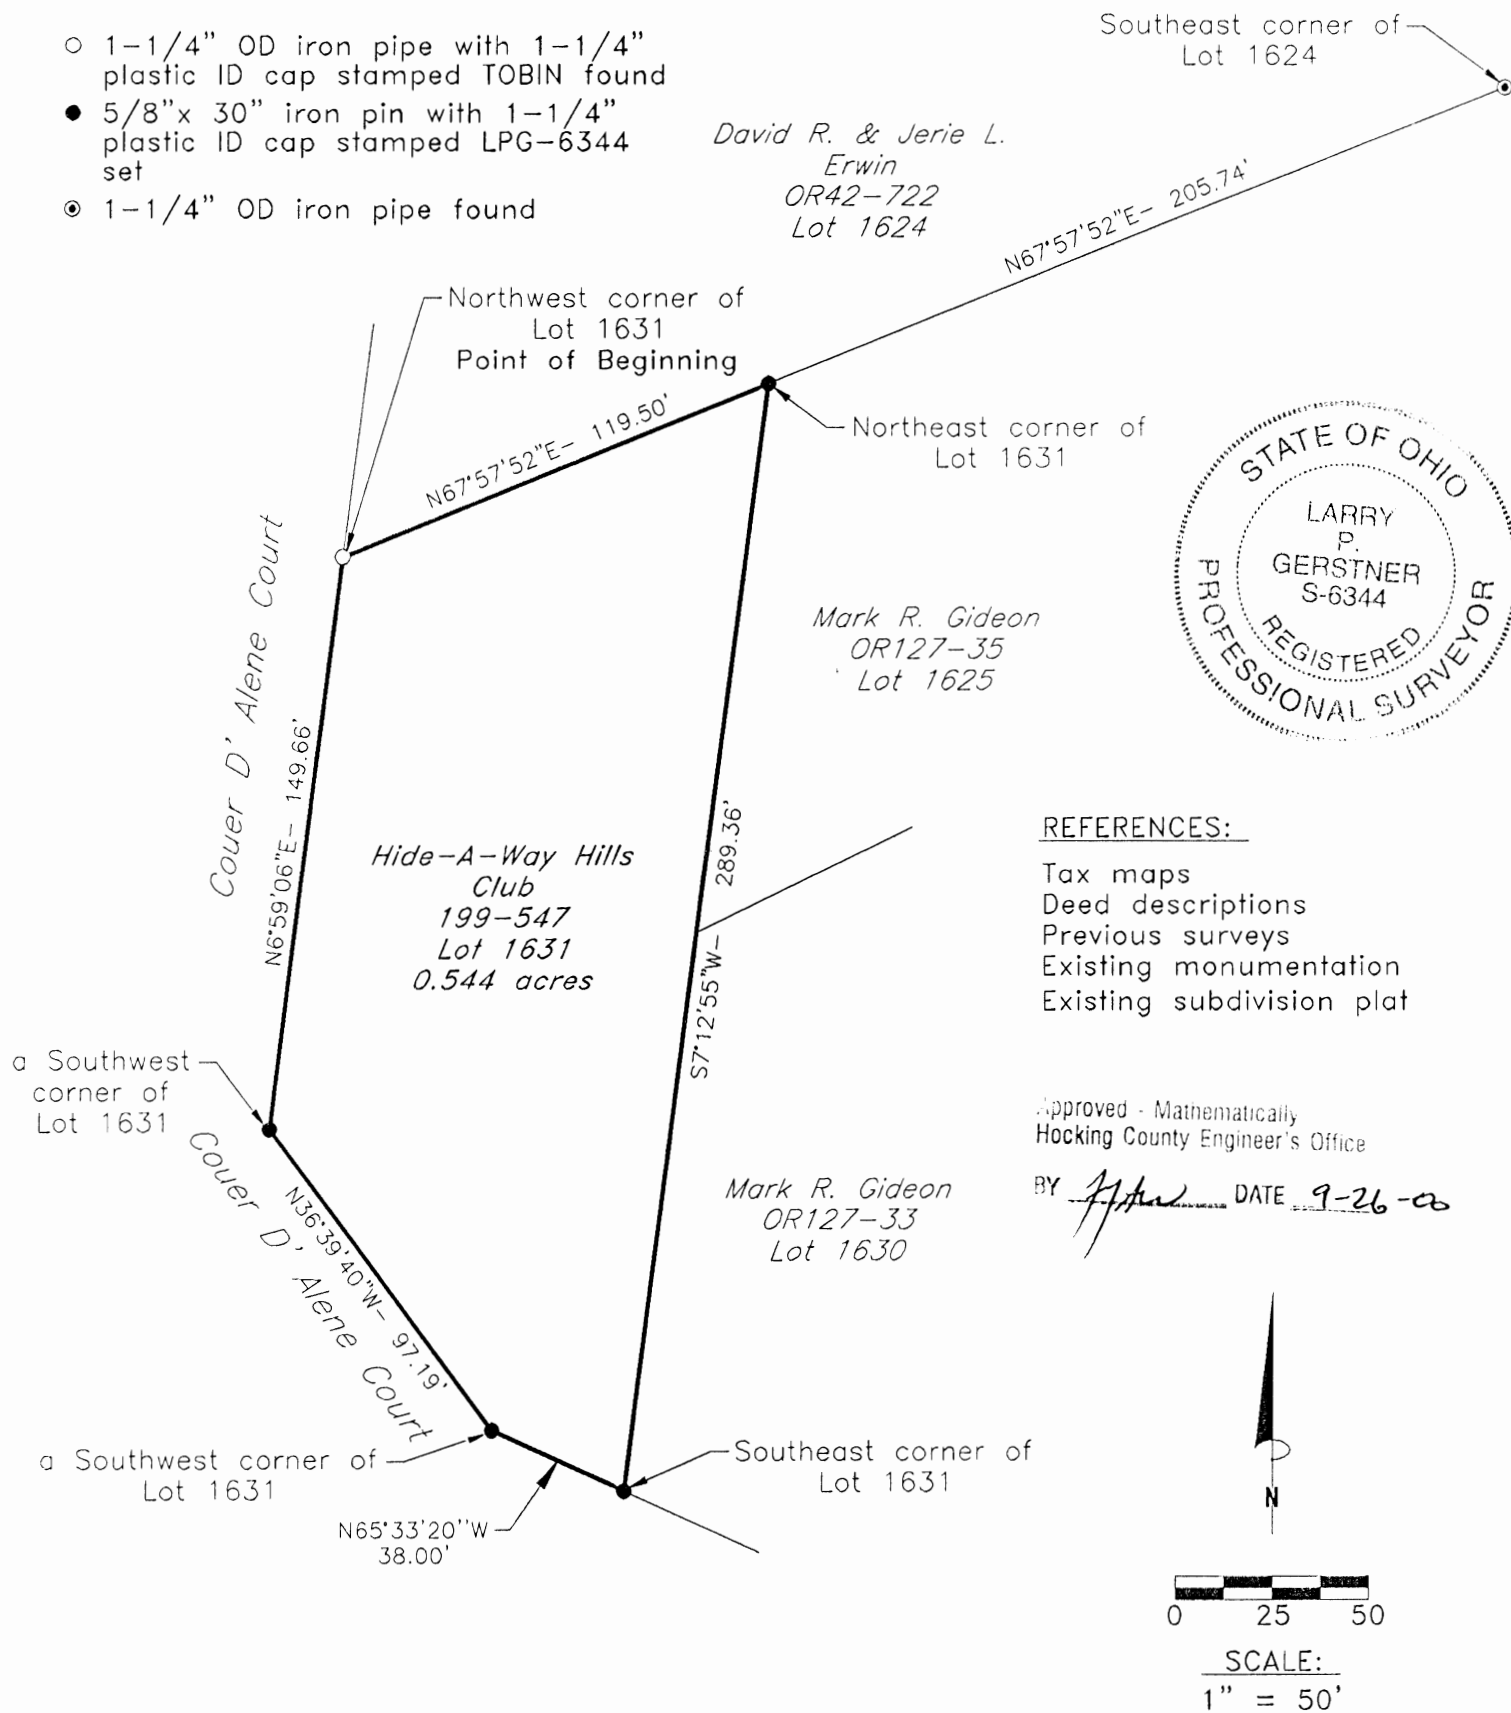 ○ 1-1/4" OD iron pipe with 1-1/4"
plastic ID cap stamped TOBIN found
● 5/8"x 30" iron pin with 1-1/4"
plastic ID cap stamped LPG-6344
set
◉ 1-1/4" OD iron pipe found
Southeast corner of
Lot 1624
David R. & Jerie L.
Erwin
OR42-722
Lot 1624
N67°57'52"E- 205.74'
Northwest corner of
Lot 1631
Point of Beginning
N67°57'52"E- 119.50'
Northeast corner of
Lot 1631
STATE OF OHIO
LARRY
P.
GERSTNER
S-6344
REGISTERED
PROFESSIONAL SURVEYOR
Couer D' Alene Court
N6°59'06"E- 149.66'
Mark R. Gideon
OR127-35
Lot 1625
Hide-A-Way Hills
Club
199-547
Lot 1631
0.544 acres
S7°12'55"W- 289.36'
REFERENCES:
Tax maps
Deed descriptions
Previous surveys
Existing monumentation
Existing subdivision plat
a Southwest
corner of
Lot 1631
Approved - Mathematically
Hocking County Engineer's Office
BY DATE 9-26-00
Couer D' Alene Court
N36°39'40"W- 97.19'
Mark R. Gideon
OR127-33
Lot 1630
a Southwest corner of
Lot 1631
Southeast corner of
Lot 1631
N65°33'20"W
38.00'
N
0 25 50
SCALE:
1" = 50'